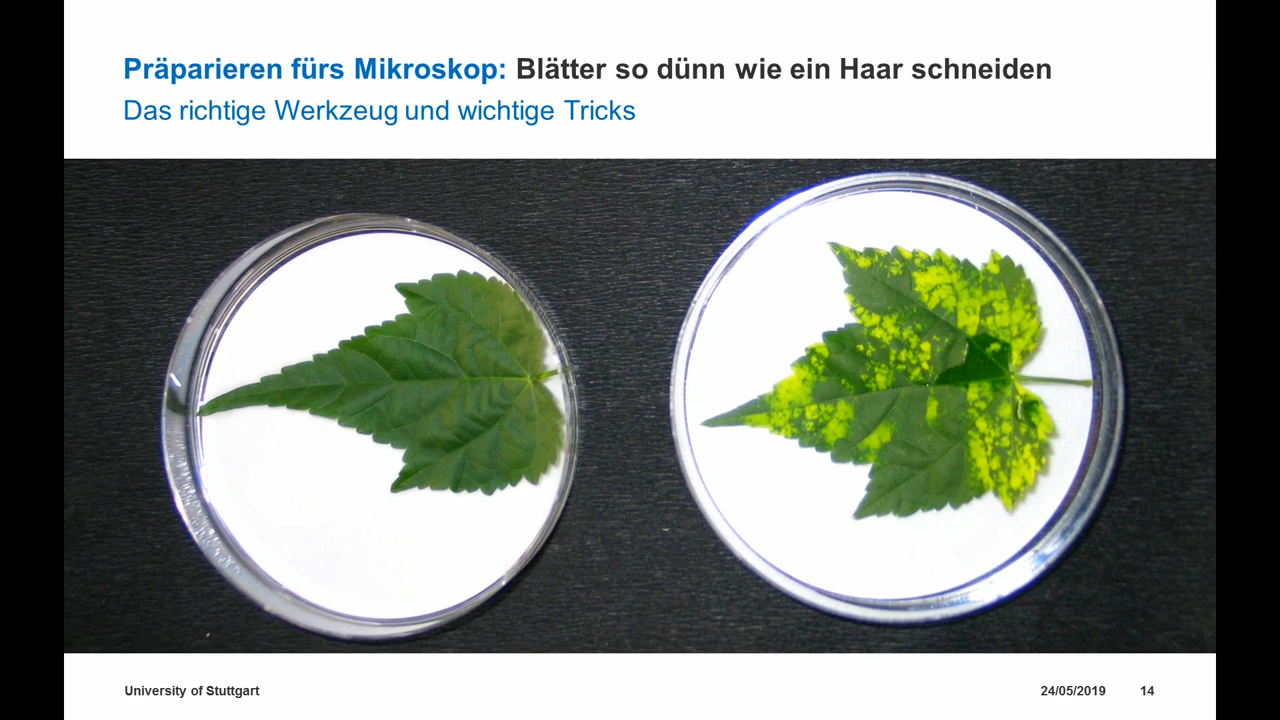 Präparieren fürs Mikroskop: Blätter so dünn wie ein Haar schneiden
Das richtige Werkzeug und wichtige Tricks
University of Stuttgart 24/05/2019 14